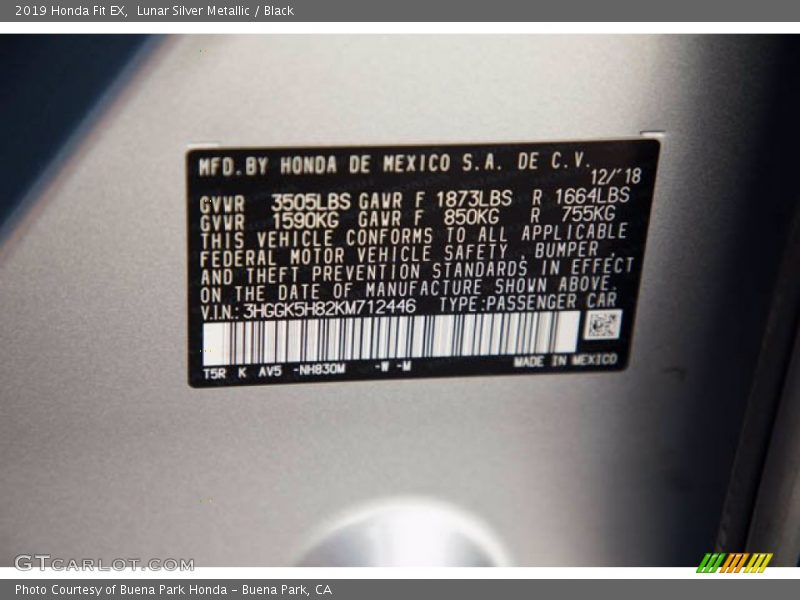 2019 Honda Fit EX, Lunar Silver Metallic / Black
MFD.BY HONDA DE MEXICO S.A. DE C.V.
12/'18
GVWR 3505LBS GAWR F 1873LBS R 1664LBS
GVWR 1590KG GAWR F 850KG R 755KG
THIS VEHICLE CONFORMS TO ALL APPLICABLE
FEDERAL MOTOR VEHICLE SAFETY, BUMPER,
AND THEFT PREVENTION STANDARDS IN EFFECT
ON THE DATE OF MANUFACTURE SHOWN ABOVE.
V.I.N.: 3HGGK5H82KM712446 TYPE:PASSENGER CAR
T5R K AV5 -NH830M -W -M MADE IN MEXICO
GTCARLOT.COM
Photo Courtesy of Buena Park Honda - Buena Park, CA